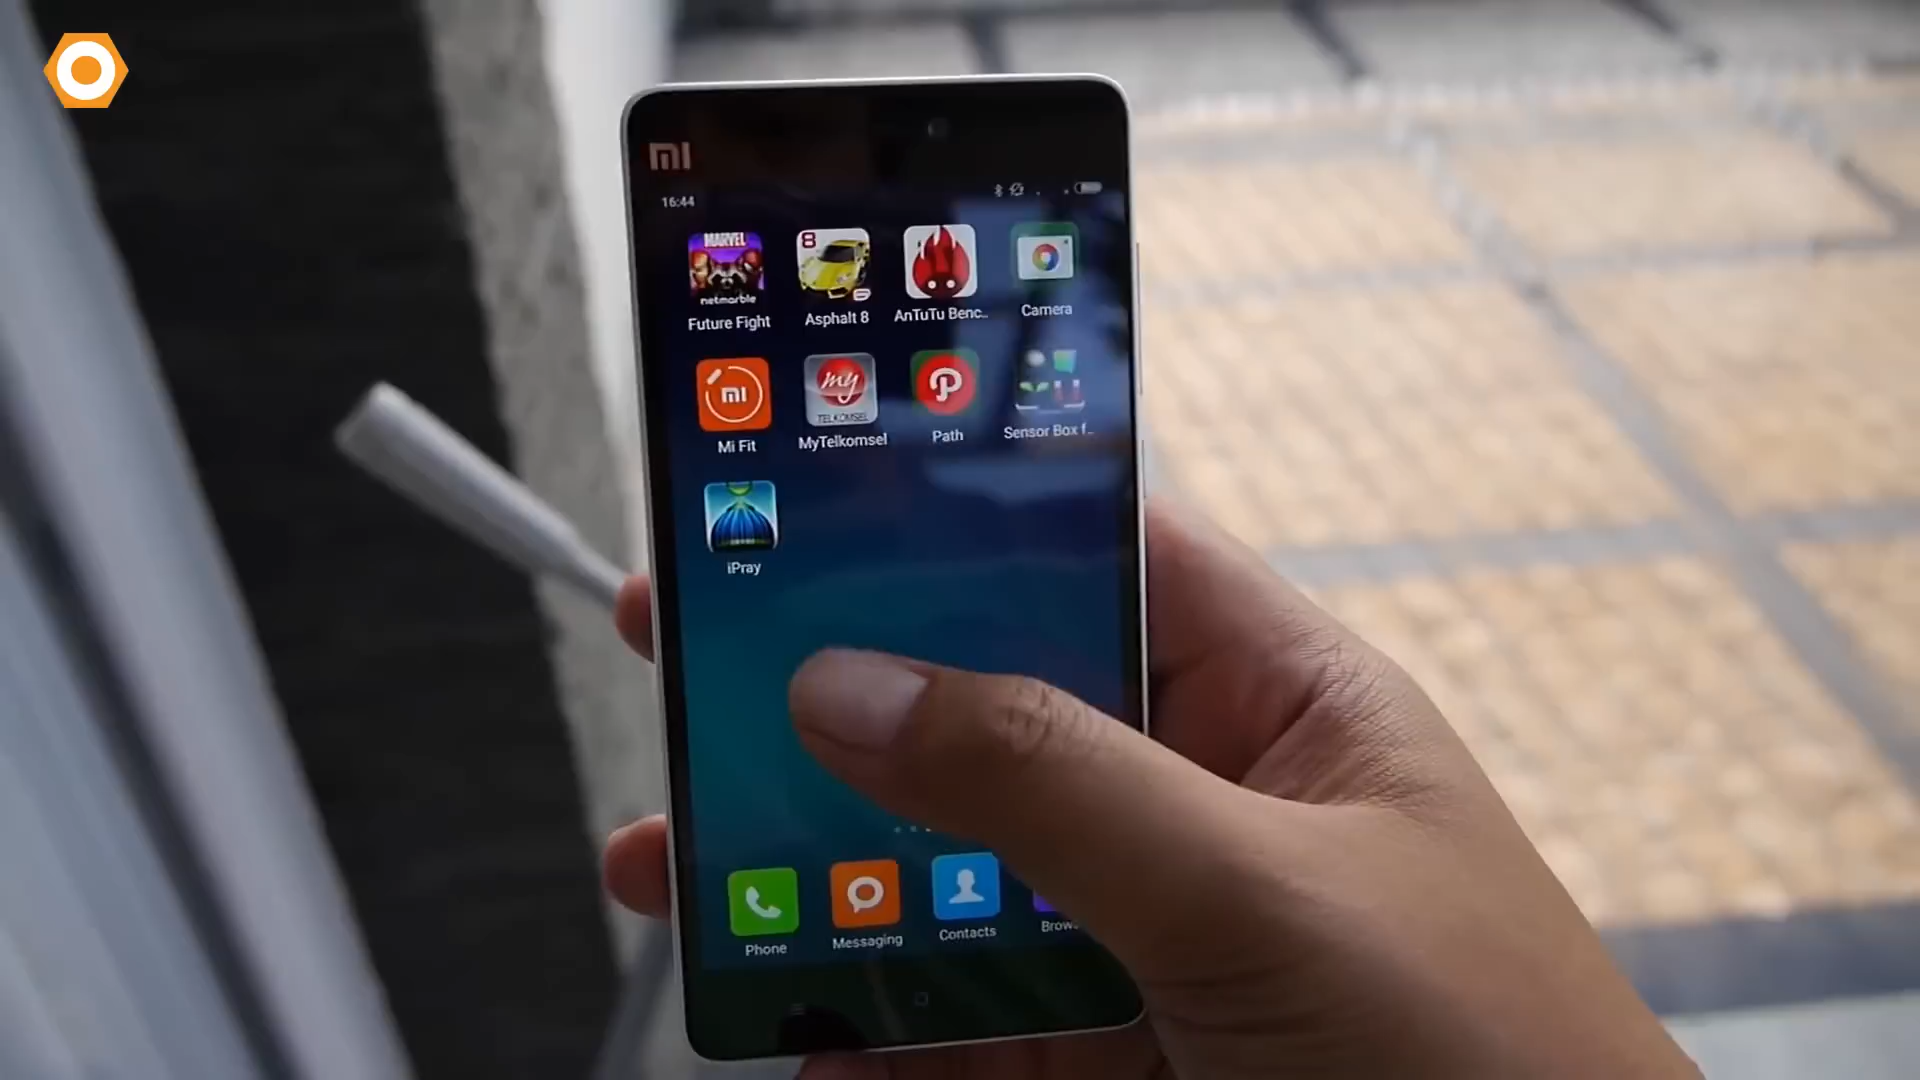 mi
16:44
MARVEL
8
netmarble
Future Fight
Asphalt 8
AnTuTu Benc...
Camera
mi
my
TELKOMSEL
Mi Fit
MyTelkomsel
Path
Sensor Box f...
iPray
Phone
Messaging
Contacts
Brow